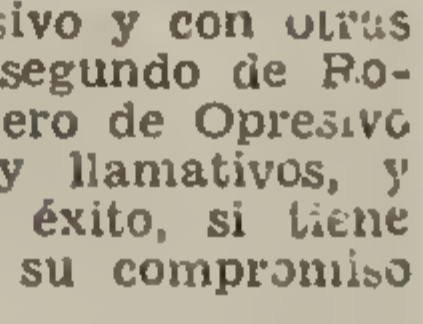 sivo y con otras
segundo de Ro-
ero de Opresivo
y llamativos, y
éxito, si tiene
su compromiso